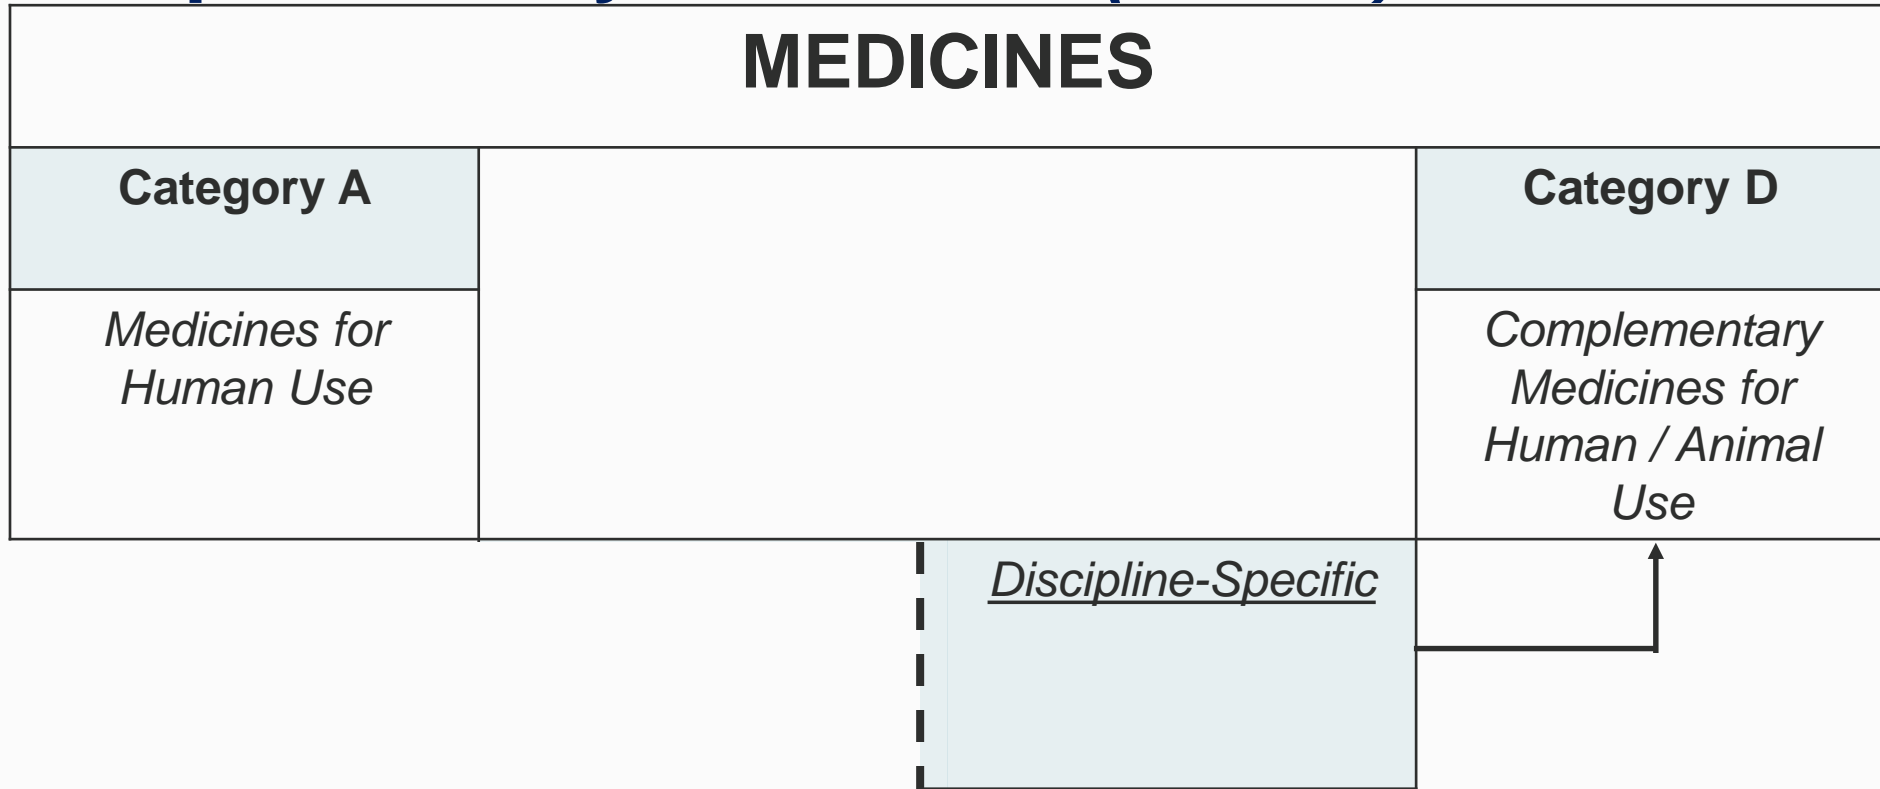 MEDICINES
Category A
Category D
Medicines for
Human Use
Complementary
Medicines for
Human / Animal
Use
Discipline-Specific